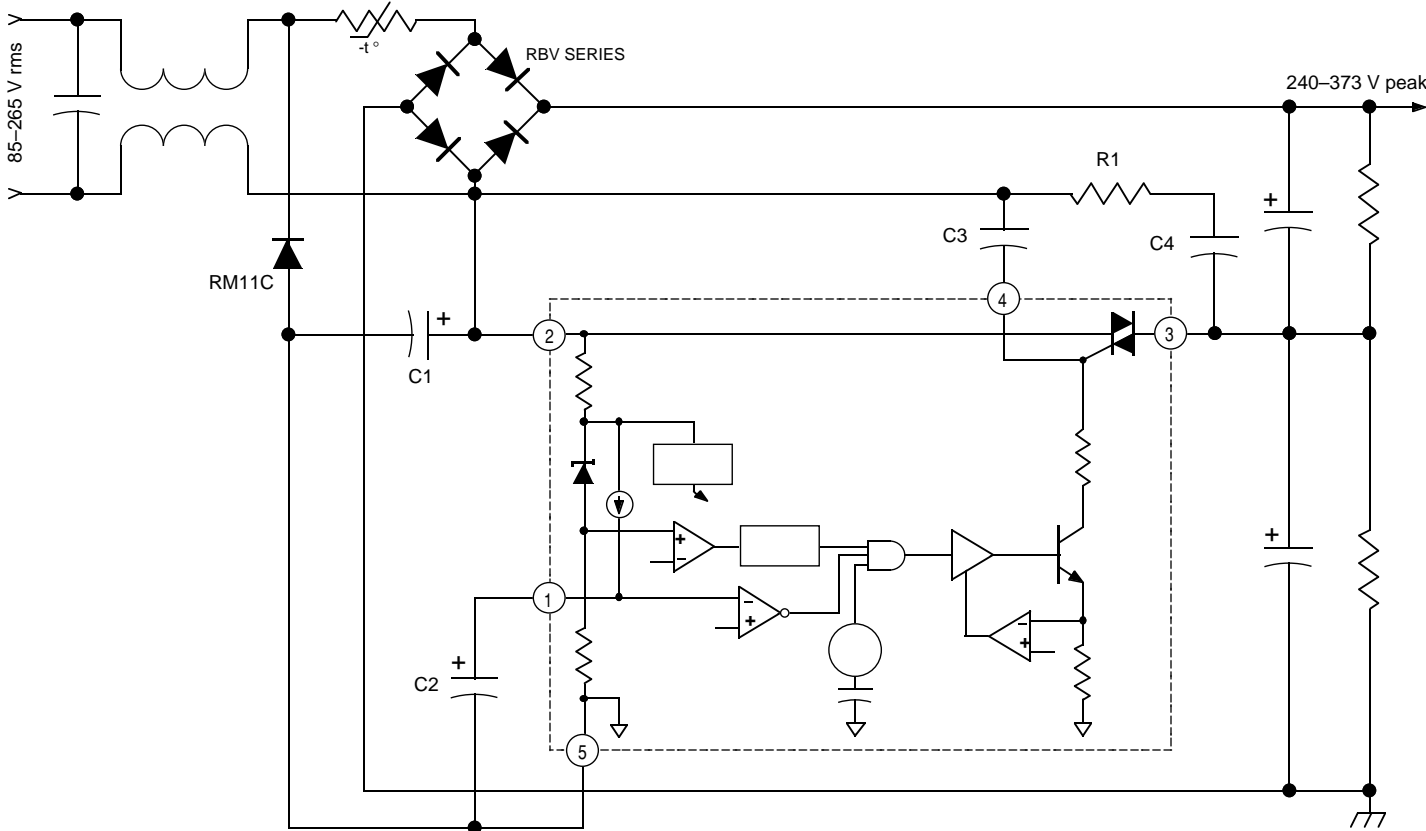 85–265 V rms
-t °
RBV SERIES
240–373 V peak
R1
C3
C4
+
RM11C
4
+
2
3
C1
+
−
1
−
+
+
−
+
C2
5
+